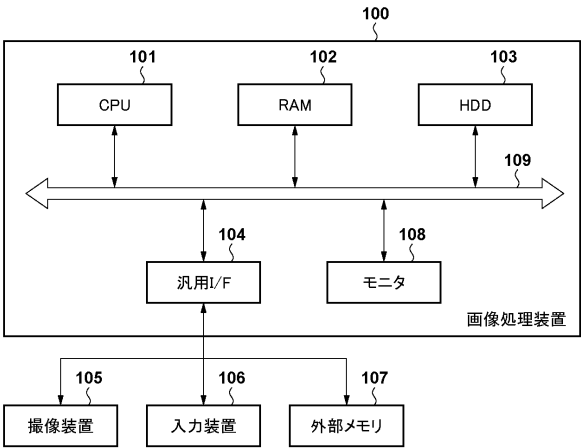 100
101
102
103
CPU
RAM
HDD
109
104
108
汎用I/F
モニタ
画像処理装置
105
106
107
撮像装置
入力装置
外部メモリ